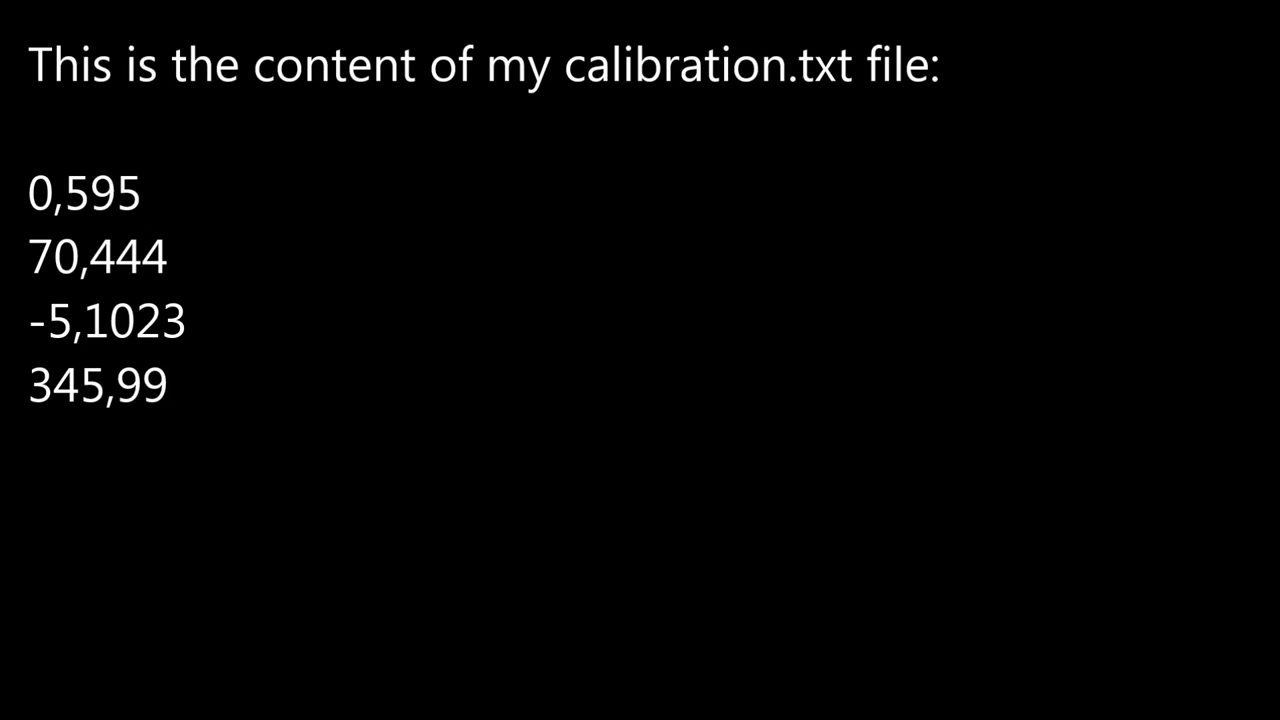 This is the content of my calibration.txt file:
0,595
70,444
-5,1023
345,99